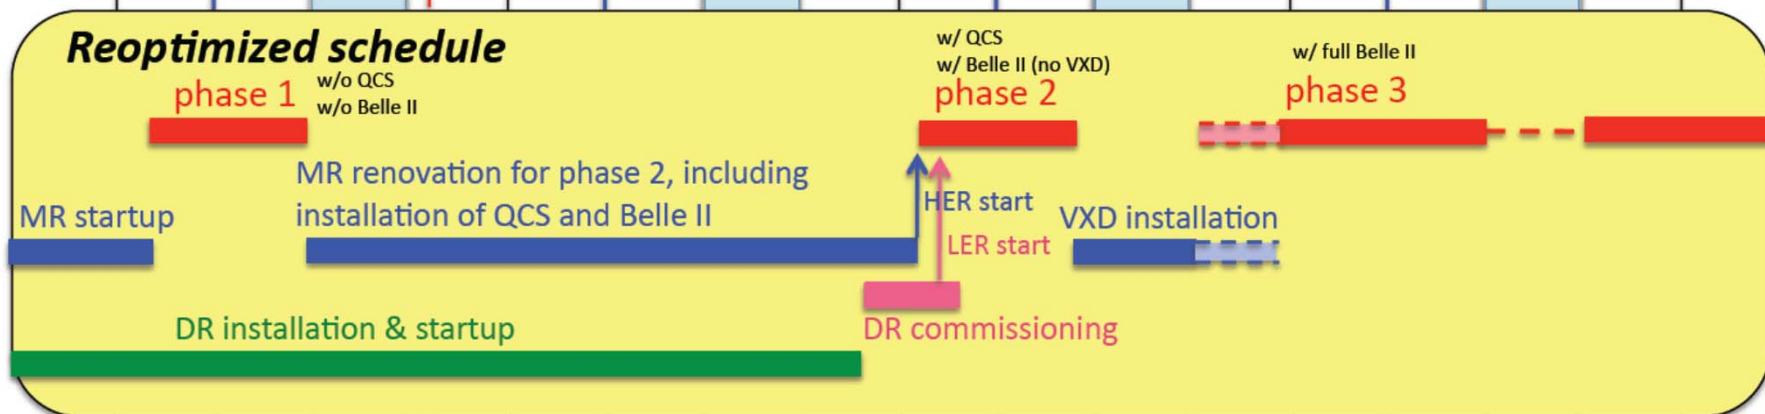 Reoptimized schedule
phase 1
w/o QCS
w/o Belle II
w/ QCS
w/ Belle II (no VXD)
phase 2
w/ full Belle II
phase 3
MR renovation for phase 2, including
installation of QCS and Belle II
MR startup
HER start
LER start
VXD installation
DR installation & startup
DR commissioning